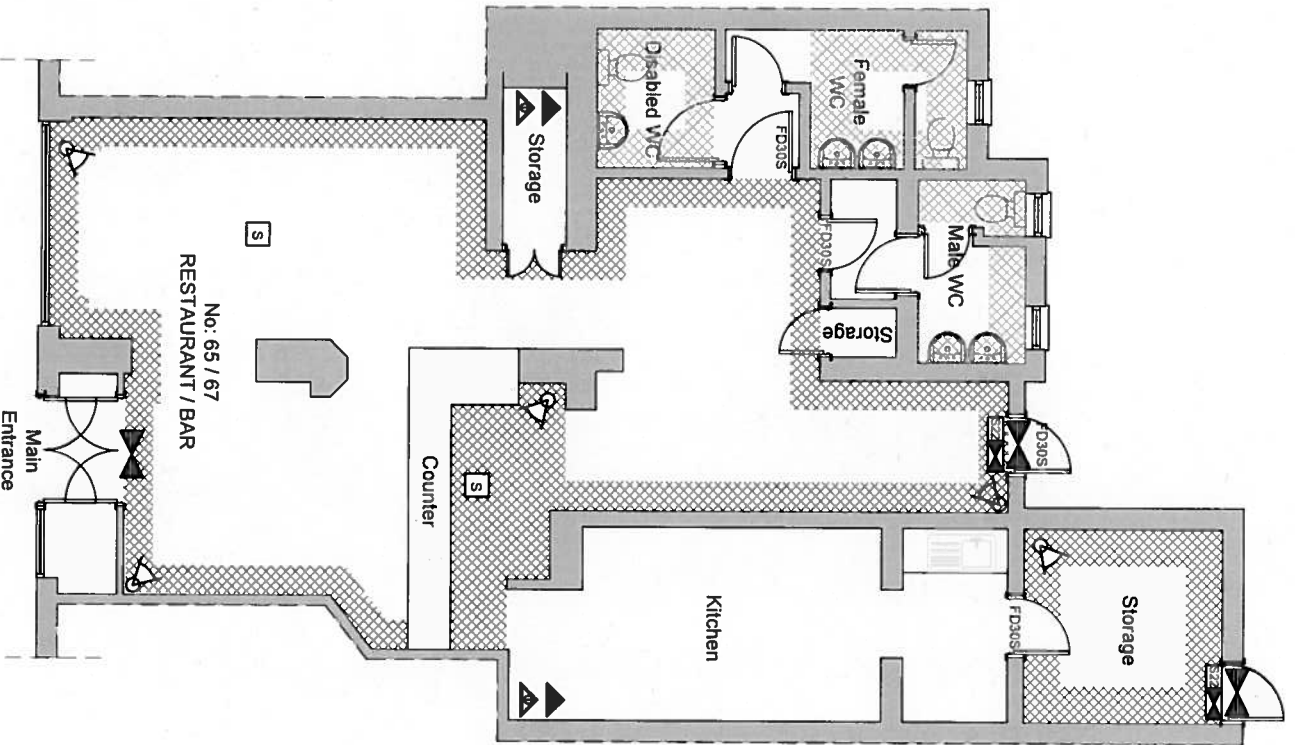 Disabled WC
Female
WC
FD30S
Storage
FD30S
Male WC
Storage
S
No: 65 / 67
RESTAURANT / BAR
Main
Entrance
Counter
S
FD30S
Kitchen
FD30S
Storage